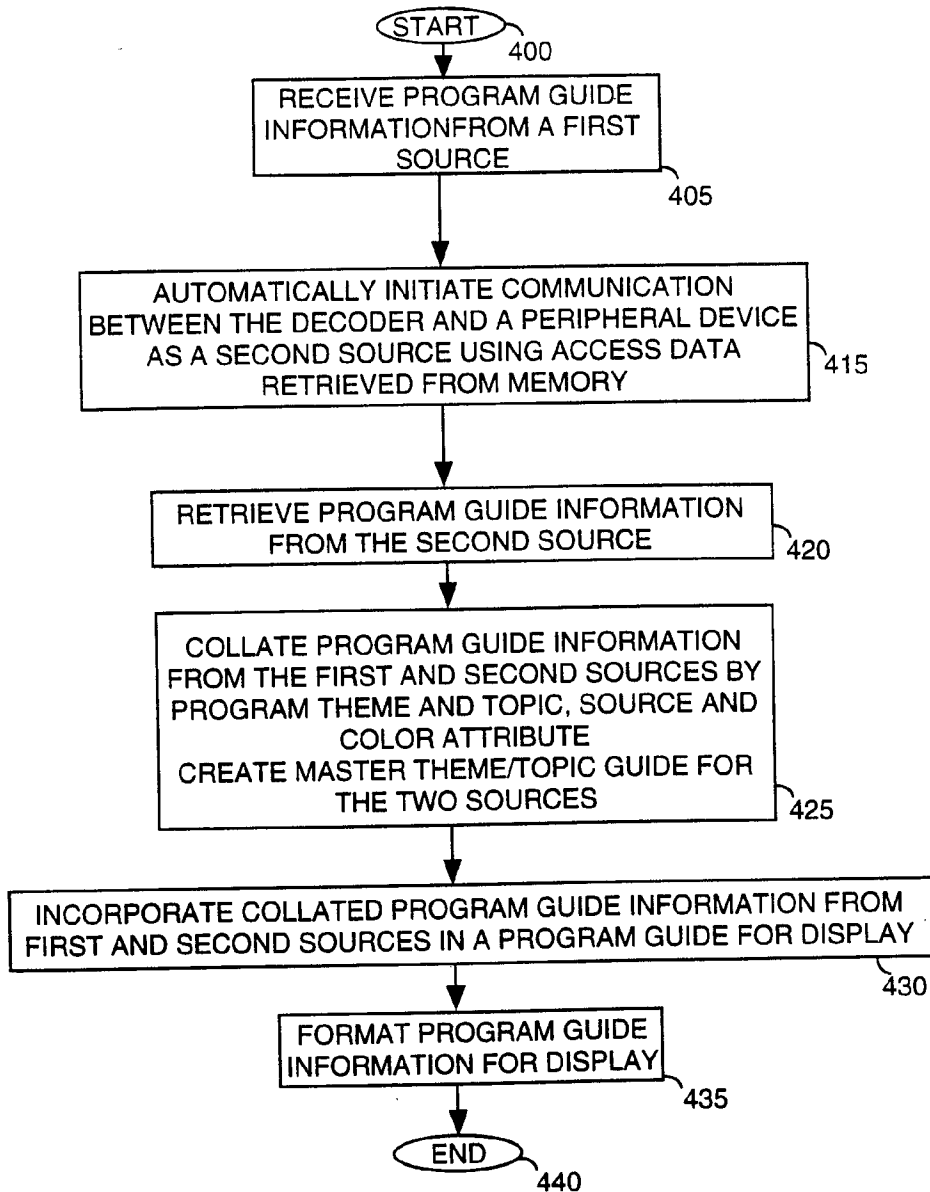 START
400
RECEIVE PROGRAM GUIDE
INFORMATIONFROM A FIRST
SOURCE
405
AUTOMATICALLY INITIATE COMMUNICATION
BETWEEN THE DECODER AND A PERIPHERAL DEVICE
AS A SECOND SOURCE USING ACCESS DATA
RETRIEVED FROM MEMORY
415
RETRIEVE PROGRAM GUIDE INFORMATION
FROM THE SECOND SOURCE
420
COLLATE PROGRAM GUIDE INFORMATION
FROM THE FIRST AND SECOND SOURCES BY
PROGRAM THEME AND TOPIC, SOURCE AND
COLOR ATTRIBUTE
CREATE MASTER THEME/TOPIC GUIDE FOR
THE TWO SOURCES
425
INCORPORATE COLLATED PROGRAM GUIDE INFORMATION FROM
FIRST AND SECOND SOURCES IN A PROGRAM GUIDE FOR DISPLAY
430
FORMAT PROGRAM GUIDE
INFORMATION FOR DISPLAY
435
END
440